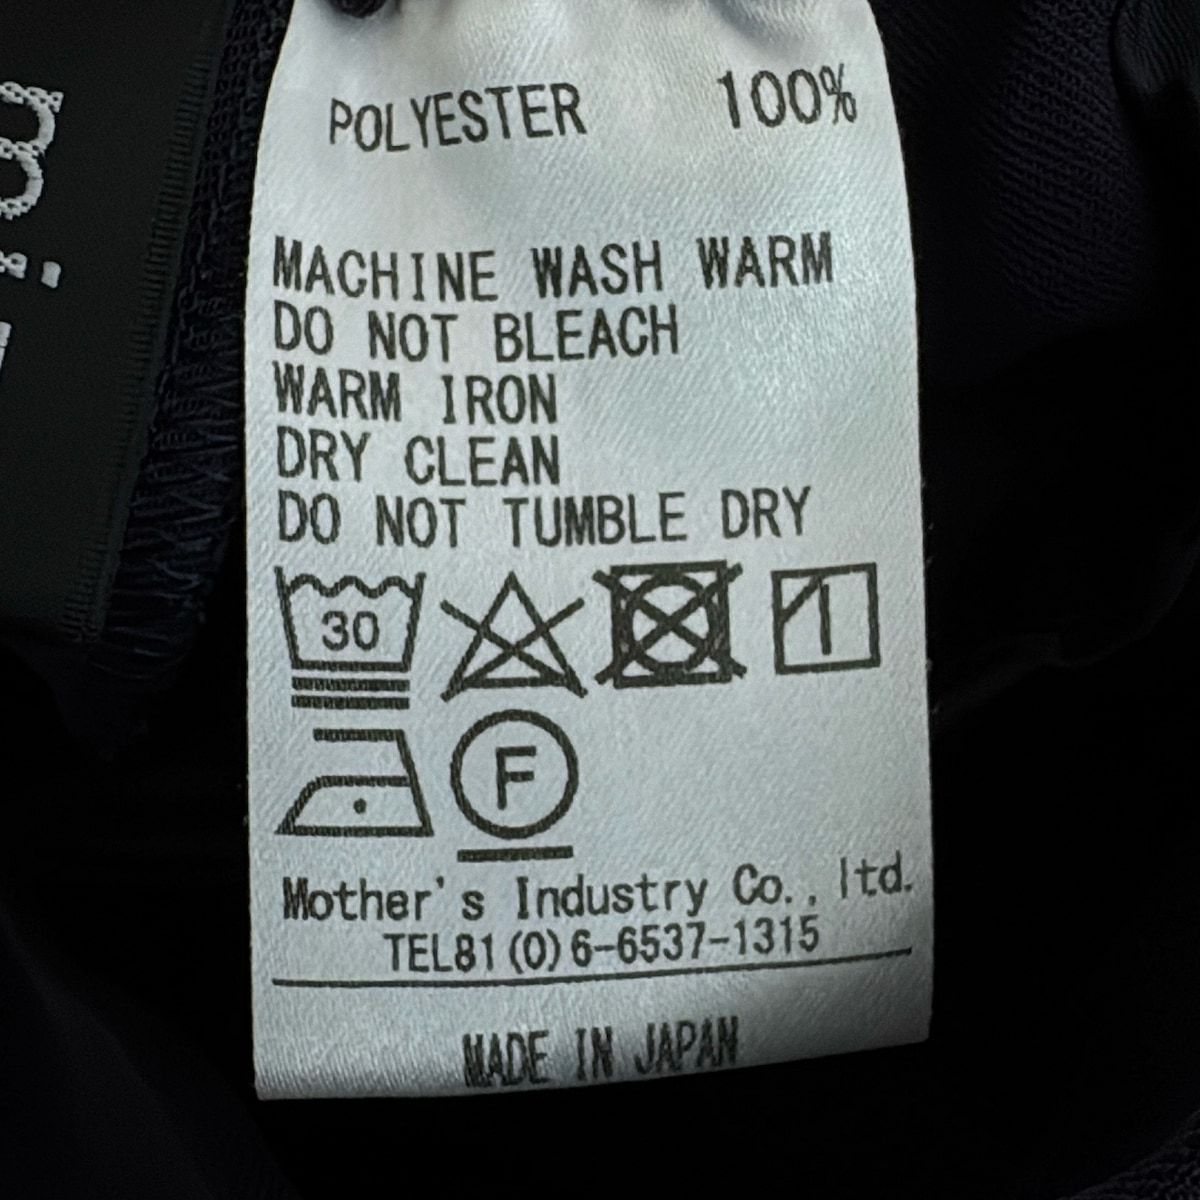 POLYESTER 100%
MACHINE WASH WARM
DO NOT BLEACH
WARM IRON
DRY CLEAN
DO NOT TUMBLE DRY
30
F
Mother's Industry Co., ltd.
TEL81(0)6-6537-1315
MADE IN JAPAN